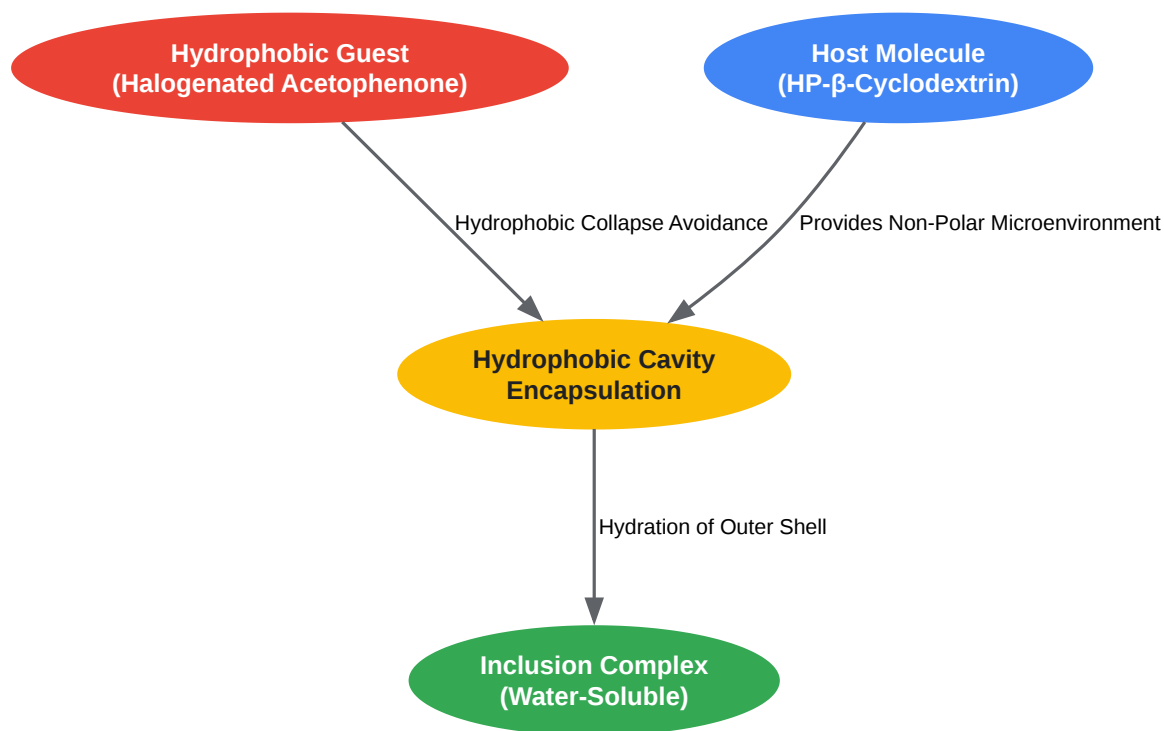 Hydrophobic Guest
(Halogenated Acetophenone)
Host Molecule
(HP-β-Cyclodextrin)
Hydrophobic Collapse Avoidance
Provides Non-Polar Microenvironment
Hydrophobic Cavity
Encapsulation
Hydration of Outer Shell
Inclusion Complex
(Water-Soluble)